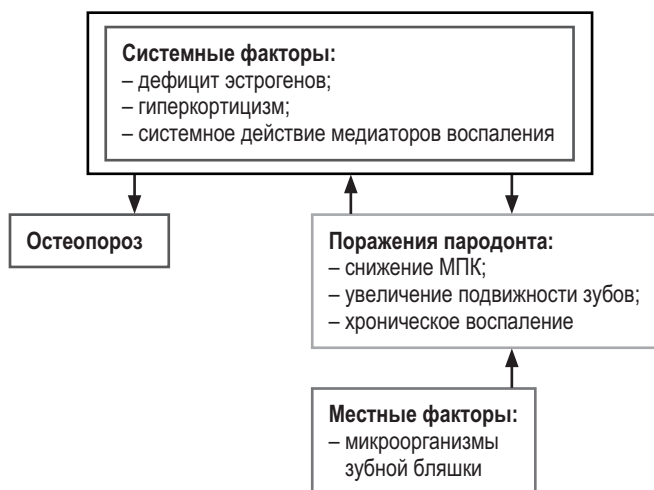 Системные факторы:
– дефицит эстрогенов;
– гиперкортицизм;
– системное действие медиаторов воспаления
Остеопороз
Поражения пародонта:
– снижение МПК;
– увеличение подвижности зубов;
– хроническое воспаление
Местные факторы:
– микроорганизмы
зубной бляшки